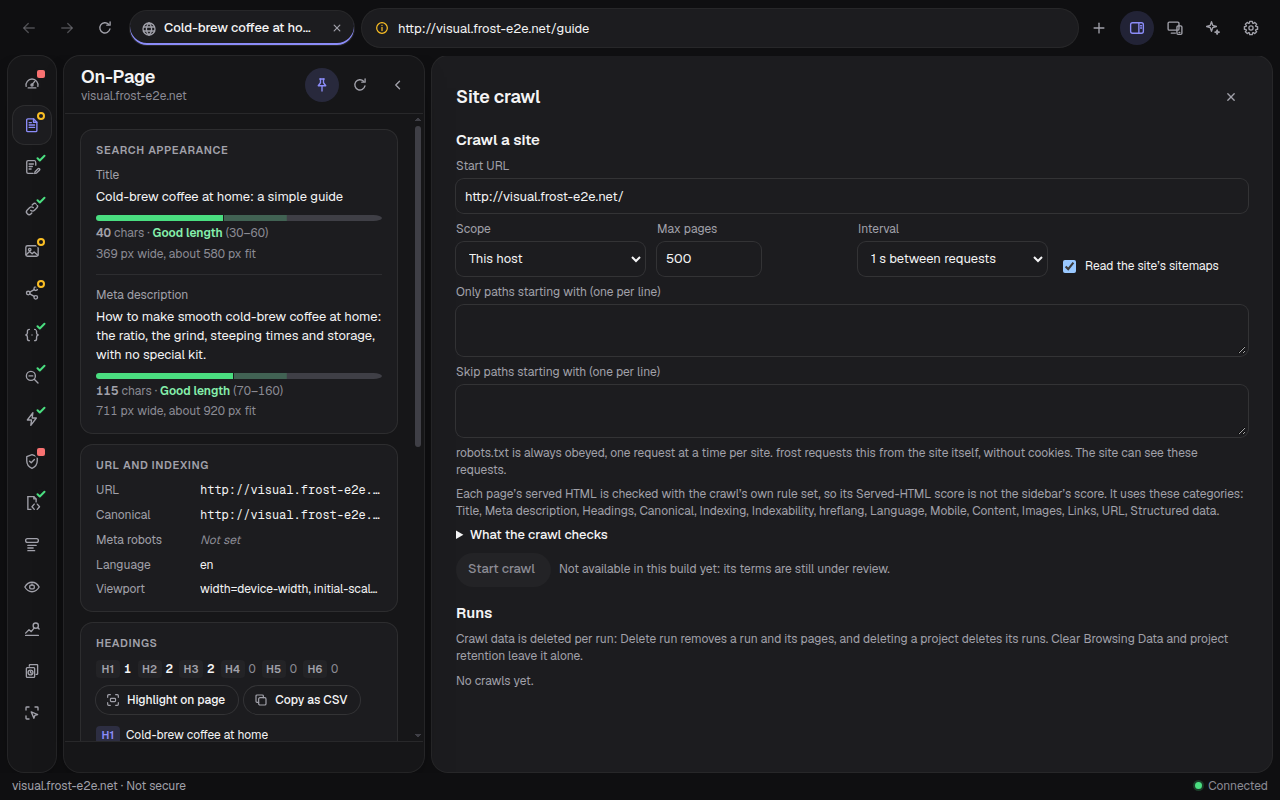 Cold-brew coffee at ho...
http://visual.frost-e2e.net/guide
On-Page
visual.frost-e2e.net
SEARCH APPEARANCE
Title
Cold-brew coffee at home: a simple guide
40 chars · Good length (30–60)
369 px wide, about 580 px fit
Meta description
How to make smooth cold-brew coffee at home:
the ratio, the grind, steeping times and storage,
with no special kit.
115 chars · Good length (70–160)
711 px wide, about 920 px fit
URL AND INDEXING
URL http://visual.frost-e2e.…
Canonical http://visual.frost-e2e.…
Meta robots Not set
Language en
Viewport width=device-width, initial-scal…
HEADINGS
H1 1 H2 2 H3 2 H4 0 H5 0 H6 0
Highlight on page Copy as CSV
H1 Cold-brew coffee at home
Site crawl
Crawl a site
Start URL
http://visual.frost-e2e.net/
Scope Max pages Interval
This host 500 1 s between requests Read the site's sitemaps
Only paths starting with (one per line)
Skip paths starting with (one per line)
robots.txt is always obeyed, one request at a time per site. frost requests this from the site itself, without cookies. The site can see these
requests.
Each page's served HTML is checked with the crawl's own rule set, so its Served-HTML score is not the sidebar's score. It uses these categories:
Title, Meta description, Headings, Canonical, Indexing, Indexability, hreflang, Language, Mobile, Content, Images, Links, URL, Structured data.
What the crawl checks
Start crawl Not available in this build yet: its terms are still under review.
Runs
Crawl data is deleted per run: Delete run removes a run and its pages, and deleting a project deletes its runs. Clear Browsing Data and project
retention leave it alone.
No crawls yet.
visual.frost-e2e.net · Not secure
Connected